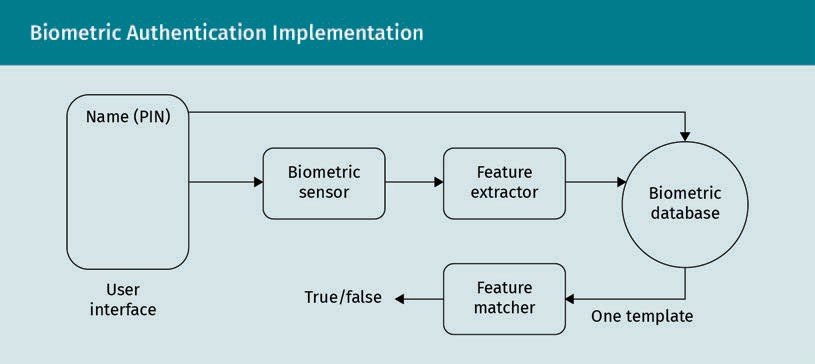 Biometric Authentication Implementation
Name (PIN)
Biometric
sensor
Feature
extractor
Biometric
database
User
interface
True/false
Feature
matcher
One template